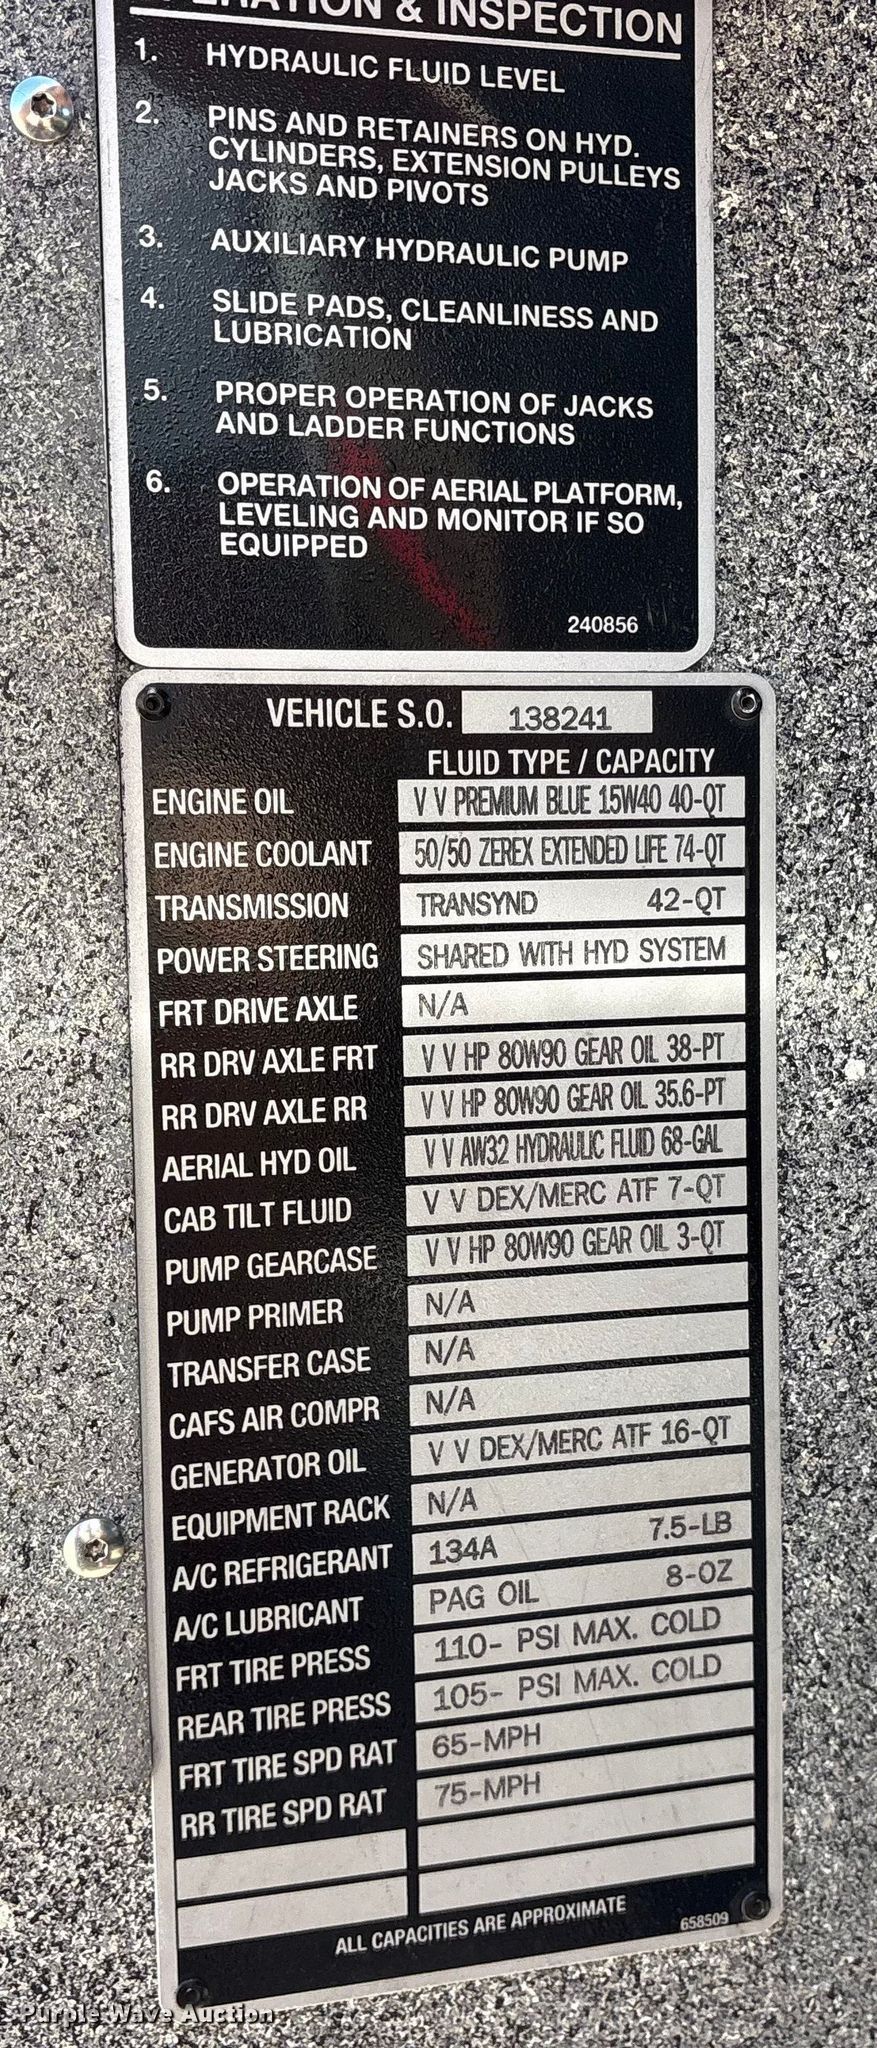 & INSPECTION
1. HYDRAULIC FLUID LEVEL
2. PINS AND RETAINERS ON HYD.
CYLINDERS, EXTENSION PULLEYS
JACKS AND PIVOTS
3. AUXILIARY HYDRAULIC PUMP
4. SLIDE PADS, CLEANLINESS AND
LUBRICATION
5. PROPER OPERATION OF JACKS
AND LADDER FUNCTIONS
6. OPERATION OF AERIAL PLATFORM,
LEVELING AND MONITOR IF SO
EQUIPPED
240856
VEHICLE S.O. 138241
FLUID TYPE / CAPACITY
ENGINE OIL V V PREMIUM BLUE 15W40 40-QT
ENGINE COOLANT 50/50 ZEREX EXTENDED LIFE 74-QT
TRANSMISSION TRANSYND 42-QT
POWER STEERING SHARED WITH HYD SYSTEM
FRT DRIVE AXLE N/A
RR DRV AXLE FRT V V HP 80W90 GEAR OIL 38-PT
RR DRV AXLE RR V V HP 80W90 GEAR OIL 35.6-PT
AERIAL HYD OIL V V AW32 HYDRAULIC FLUID 68-GAL
CAB TILT FLUID V V DEX/MERC ATF 7-QT
PUMP GEARCASE V V HP 80W90 GEAR OIL 3-QT
PUMP PRIMER N/A
TRANSFER CASE N/A
CAFS AIR COMPR N/A
GENERATOR OIL V V DEX/MERC ATF 16-QT
EQUIPMENT RACK N/A
A/C REFRIGERANT 134A 7.5-LB
A/C LUBRICANT PAG OIL 8-OZ
FRT TIRE PRESS 110- PSI MAX. COLD
REAR TIRE PRESS 105- PSI MAX. COLD
FRT TIRE SPD RAT 65-MPH
RR TIRE SPD RAT 75-MPH
ALL CAPACITIES ARE APPROXIMATE 658509
Purple Wave Auction